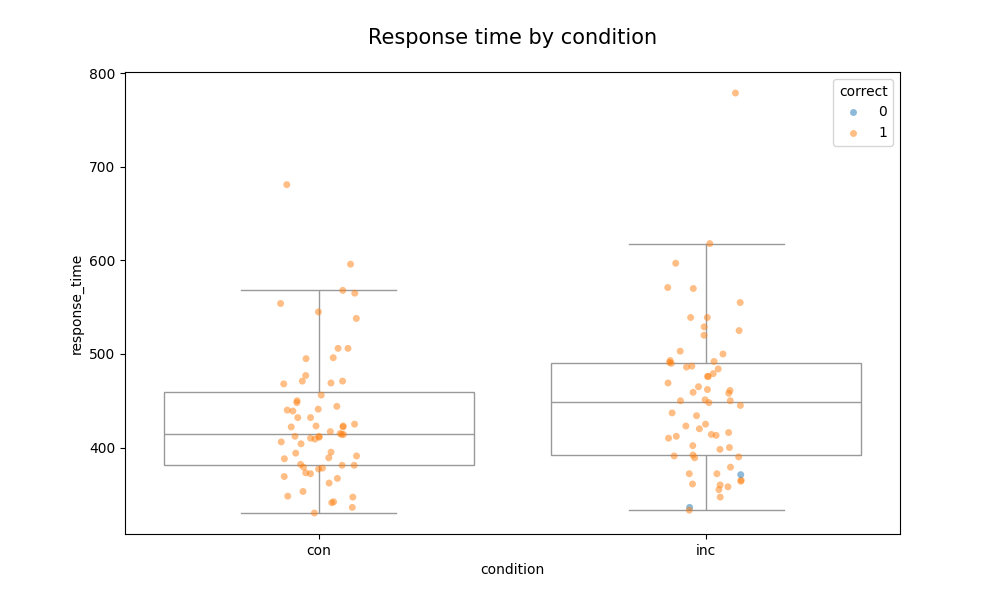 Response time by condition
800
700
600
500
400
response_time
correct
0
1
con
inc
condition